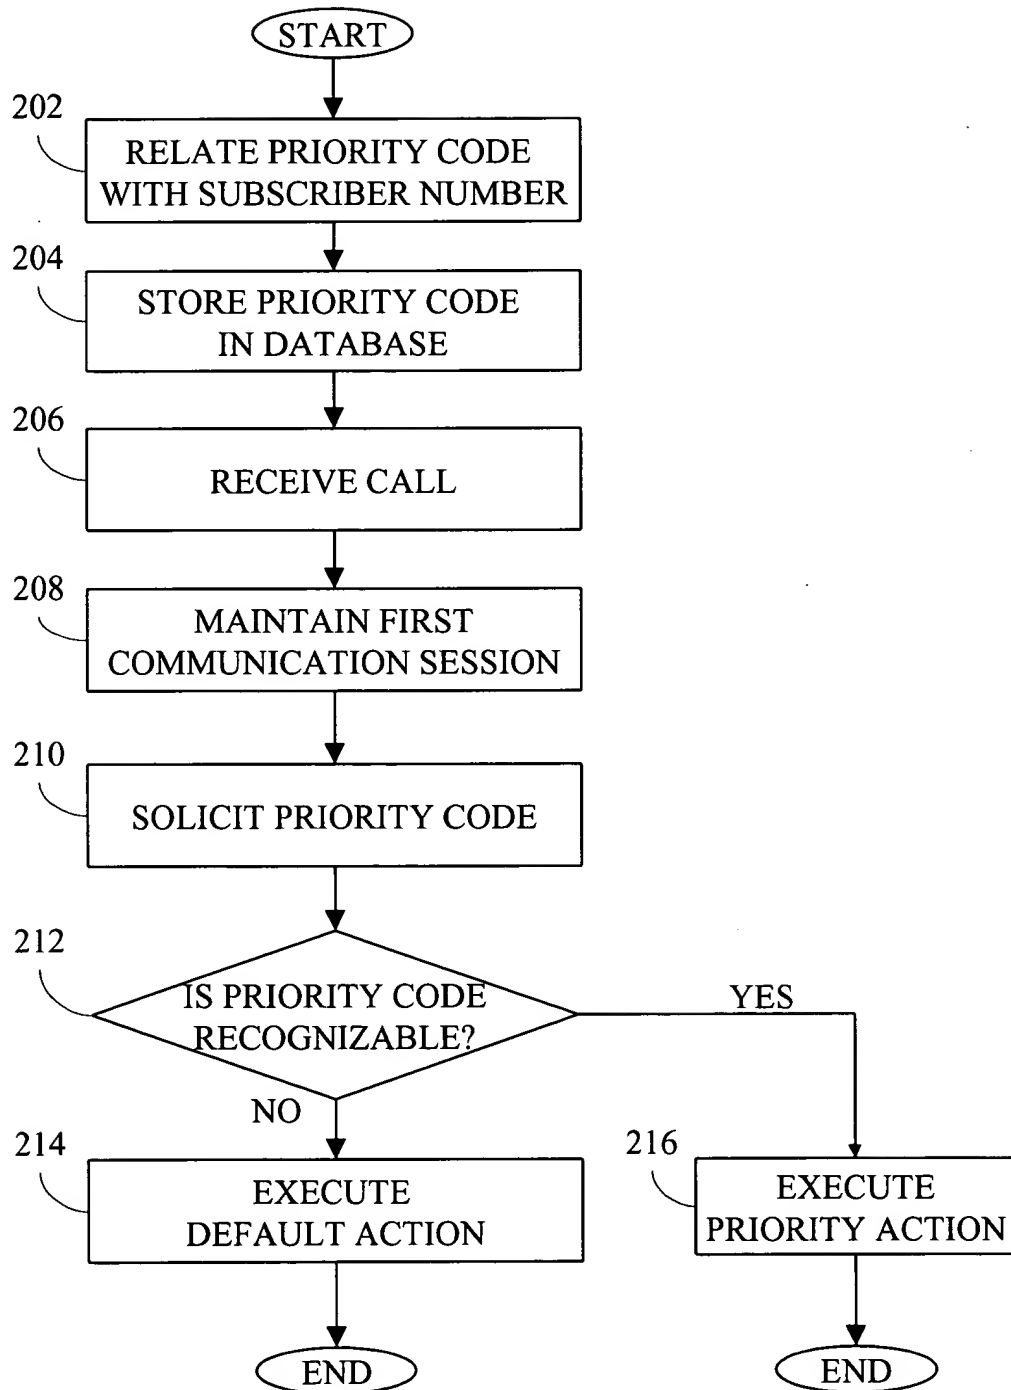 START
202
RELATE PRIORITY CODE
WITH SUBSCRIBER NUMBER
204
STORE PRIORITY CODE
IN DATABASE
206
RECEIVE CALL
208
MAINTAIN FIRST
COMMUNICATION SESSION
210
SOLICIT PRIORITY CODE
212
IS PRIORITY CODE
RECOGNIZABLE?
YES
NO
214
EXECUTE
DEFAULT ACTION
216
EXECUTE
PRIORITY ACTION
END
END